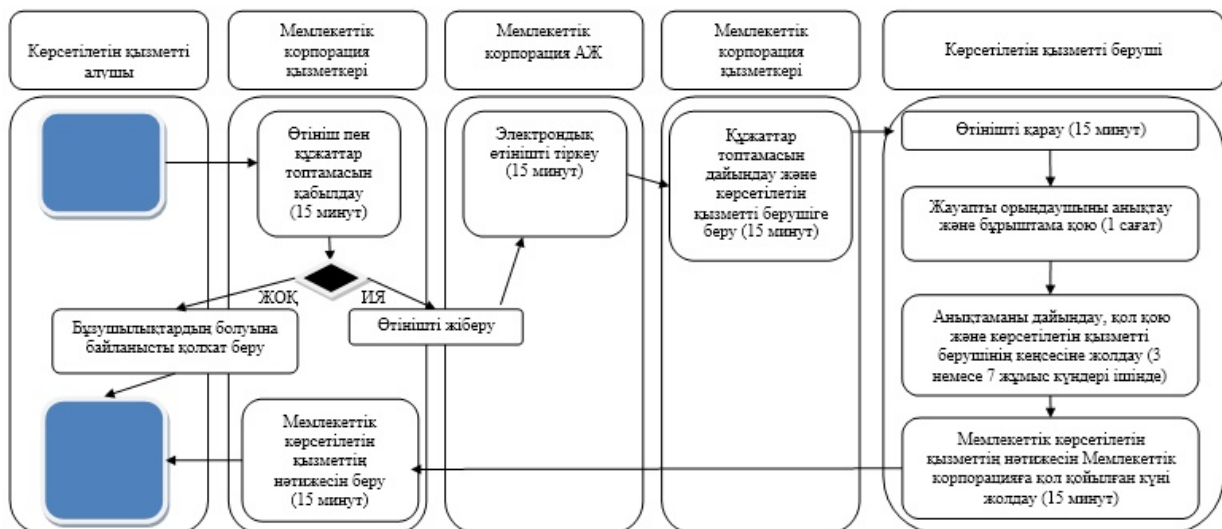 Көрсетілетін қызметті
алушы
Мемлекеттік
корпорация
қызметкері
Мемлекеттік
корпорация АЖ
Мемлекеттік
корпорация
қызметкері
Көрсетілетін қызметті беруші
Өтініш пен
құжаттар
топтамасын
қабылдау
(15 минут)
ЖОҚ
ИЯ
Бұзушылықтардың болуына
байланысты қолхат беру
Өтінішті жіберу
Электрондық
өтінішті тіркеу
(15 минут)
Құжаттар
топтамасын
дайындау және
көрсетілетін
қызметті берушіге
беру (15 минут)
Өтінішті қарау (15 минут)
Жауапты орындаушыны анықтау
және бұрыштама қою (1 сағат)
Анықтаманы дайындау, қол қою
және көрсетілетін қызметті
берушінің кеңсесіне жолдау (3
немесе 7 жұмыс күндері ішінде)
Мемлекеттік көрсетілетін
қызметтің нәтижесін Мемлекеттік
корпорацияға қол қойылған күні
жолдау (15 минут)
Мемлекеттік
көрсетілетін
қызметтің
нәтижесін беру
(15 минут)